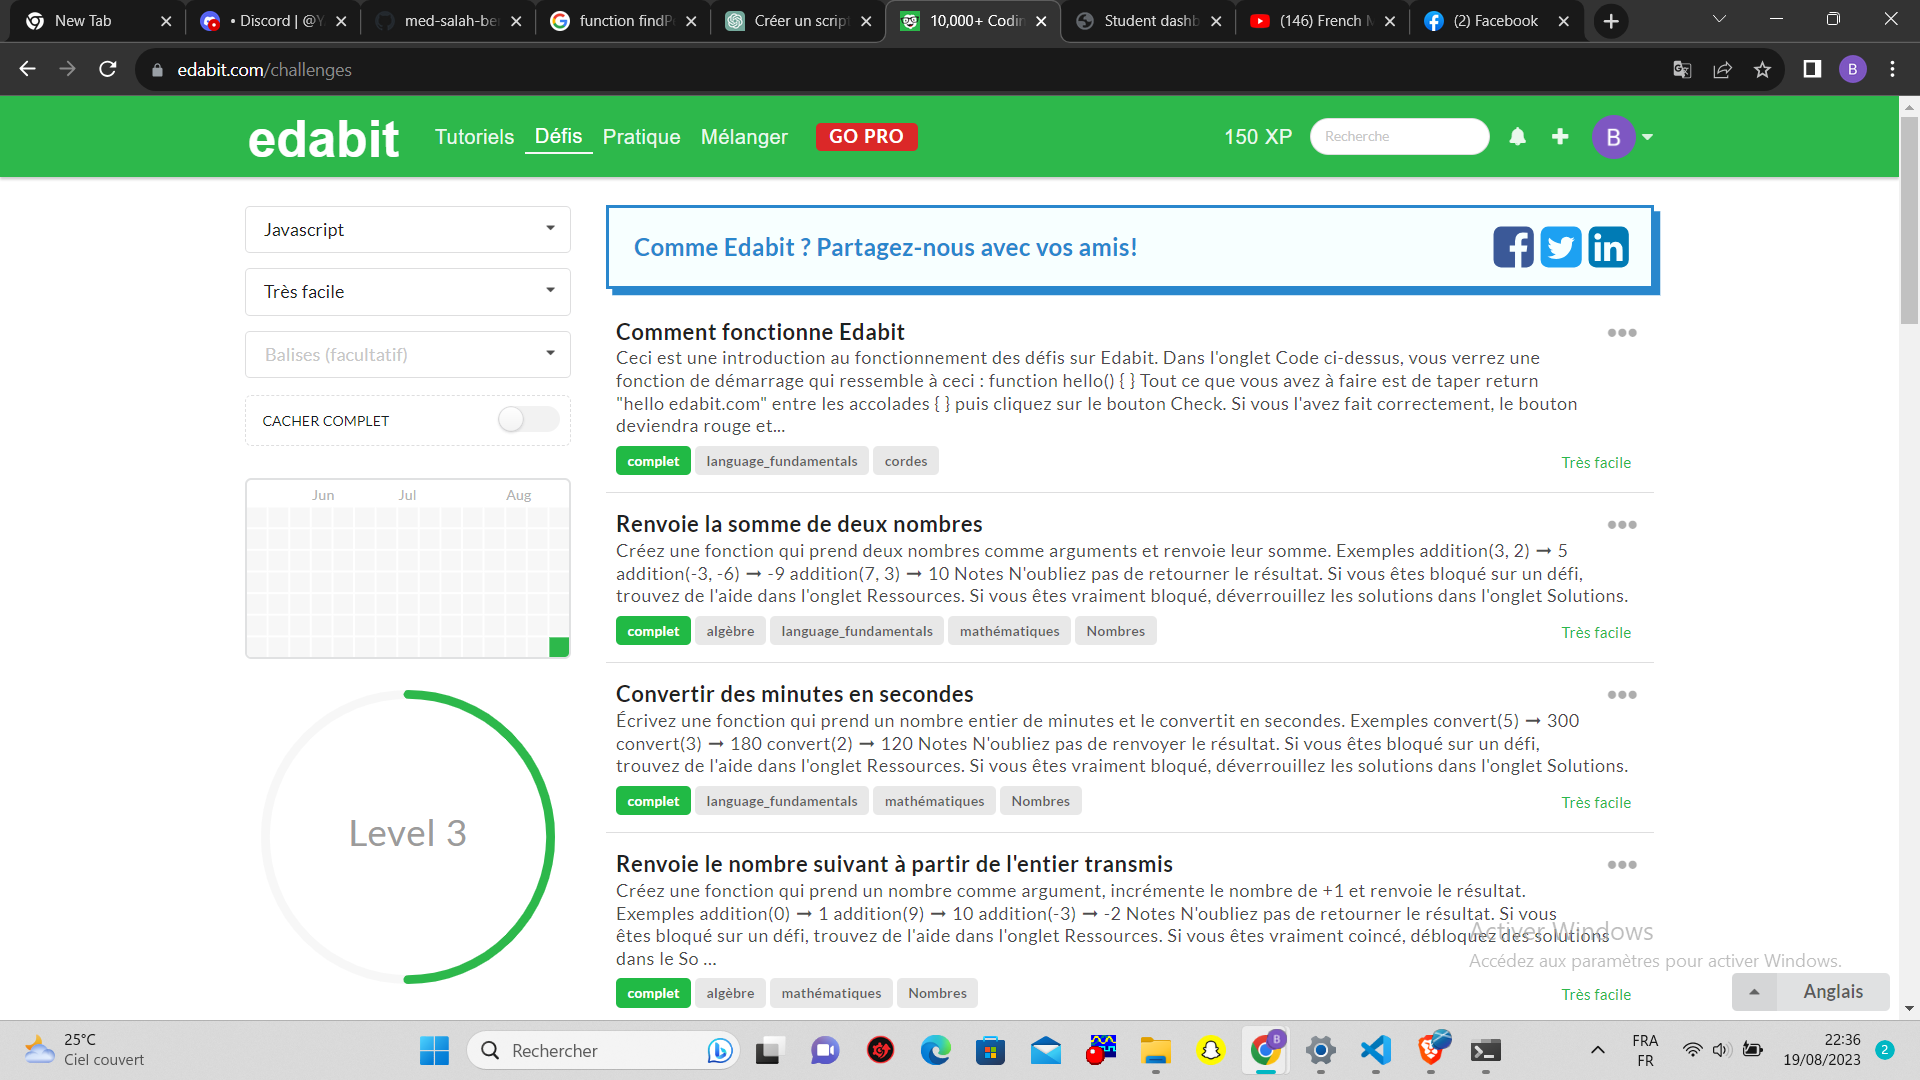 New Tab
• Discord | @Y
med-salah-be
function findP
Créer un script
10,000+ Codin
Student dashb
(146) French M
(2) Facebook
edabit.com/challenges
B
edabit
Tutoriels
Défis
Pratique
Mélanger
GO PRO
150 XP
Recherche
B
Javascript
Très facile
Balises (facultatif)
CACHER COMPLET
Jun Jul Aug
Level 3
Comme Edabit ? Partagez-nous avec vos amis!
Comment fonctionne Edabit
Ceci est une introduction au fonctionnement des défis sur Edabit. Dans l'onglet Code ci-dessus, vous verrez une
fonction de démarrage qui ressemble à ceci : function hello() { } Tout ce que vous avez à faire est de taper return
"hello edabit.com" entre les accolades { } puis cliquez sur le bouton Check. Si vous l'avez fait correctement, le bouton
deviendra rouge et...
complet language_fundamentals cordes
Très facile
Renvoie la somme de deux nombres
Créez une fonction qui prend deux nombres comme arguments et renvoie leur somme. Exemples addition(3, 2) ➞ 5
addition(-3, -6) ➞ -9 addition(7, 3) ➞ 10 Notes N'oubliez pas de retourner le résultat. Si vous êtes bloqué sur un défi,
trouvez de l'aide dans l'onglet Ressources. Si vous êtes vraiment bloqué, déverrouillez les solutions dans l'onglet Solutions.
complet algèbre language_fundamentals mathématiques Nombres
Très facile
Convertir des minutes en secondes
Écrivez une fonction qui prend un nombre entier de minutes et le convertit en secondes. Exemples convert(5) ➞ 300
convert(3) ➞ 180 convert(2) ➞ 120 Notes N'oubliez pas de renvoyer le résultat. Si vous êtes bloqué sur un défi,
trouvez de l'aide dans l'onglet Ressources. Si vous êtes vraiment bloqué, déverrouillez les solutions dans l'onglet Solutions.
complet language_fundamentals mathématiques Nombres
Très facile
Renvoie le nombre suivant à partir de l'entier transmis
Créez une fonction qui prend un nombre comme argument, incrémente le nombre de +1 et renvoie le résultat.
Exemples addition(0) ➞ 1 addition(9) ➞ 10 addition(-3) ➞ -2 Notes N'oubliez pas de retourner le résultat. Si vous
êtes bloqué sur un défi, trouvez de l'aide dans l'onglet Ressources. Si vous êtes vraiment coincé, débloquez des solutions
dans le So ...
complet algèbre mathématiques Nombres
Très facile
Activer Windows
Accédez aux paramètres pour activer Windows.
Anglais
25°C
Ciel couvert
Rechercher
B
FRA
FR
22:36
19/08/2023
2